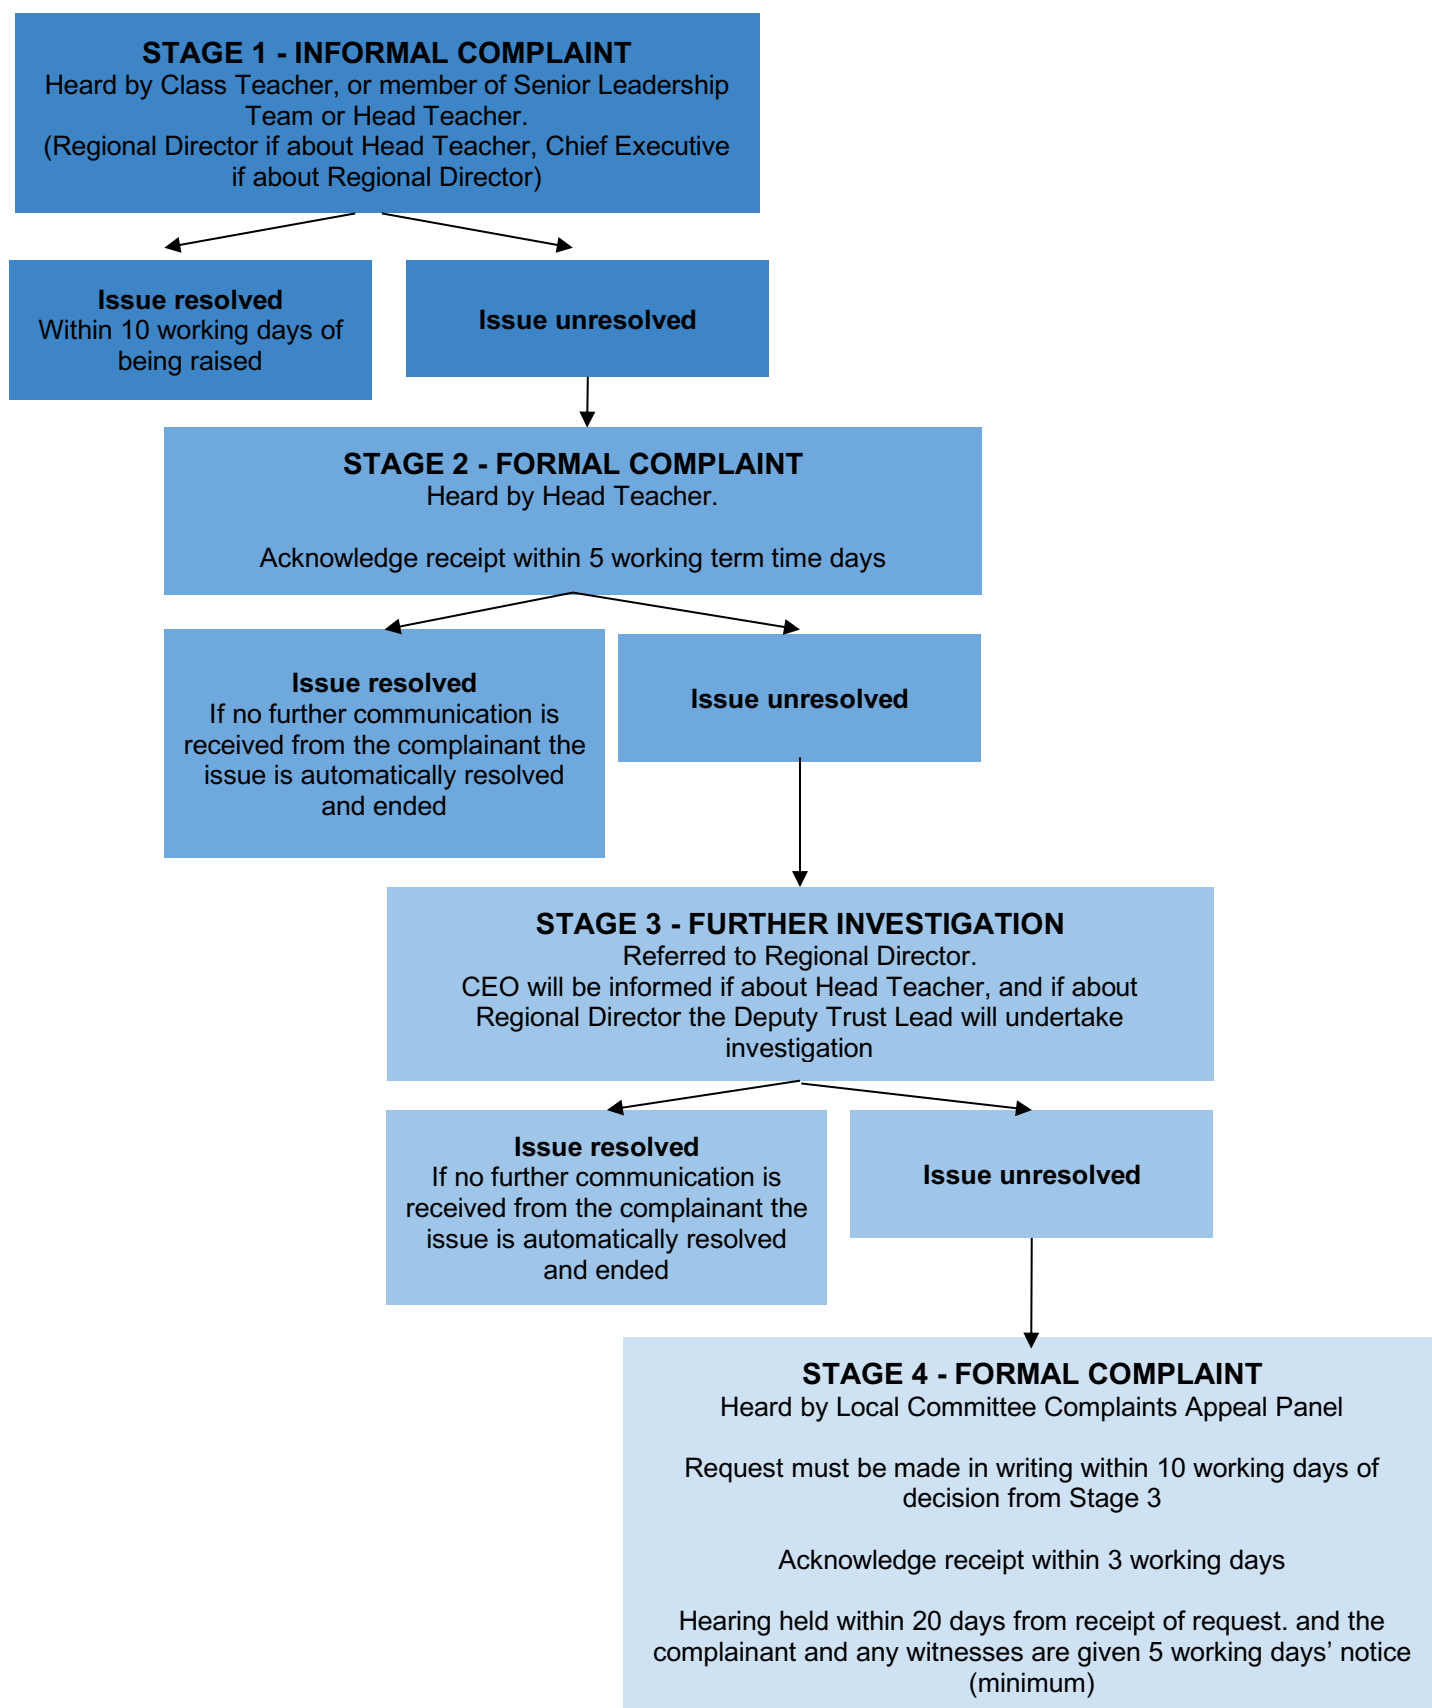 STAGE 1 - INFORMAL COMPLAINT
Heard by Class Teacher, or member of Senior Leadership
Team or Head Teacher.
(Regional Director if about Head Teacher, Chief Executive
if about Regional Director)
Issue resolved
Within 10 working days of
being raised
Issue unresolved
STAGE 2 - FORMAL COMPLAINT
Heard by Head Teacher.
Acknowledge receipt within 5 working term time days
Issue resolved
If no further communication is
received from the complainant the
issue is automatically resolved
and ended
Issue unresolved
STAGE 3 - FURTHER INVESTIGATION
Referred to Regional Director.
CEO will be informed if about Head Teacher, and if about
Regional Director the Deputy Trust Lead will undertake
investigation
Issue resolved
If no further communication is
received from the complainant the
issue is automatically resolved
and ended
Issue unresolved
STAGE 4 - FORMAL COMPLAINT
Heard by Local Committee Complaints Appeal Panel
Request must be made in writing within 10 working days of
decision from Stage 3
Acknowledge receipt within 3 working days
Hearing held within 20 days from receipt of request. and the
complainant and any witnesses are given 5 working days’ notice
(minimum)